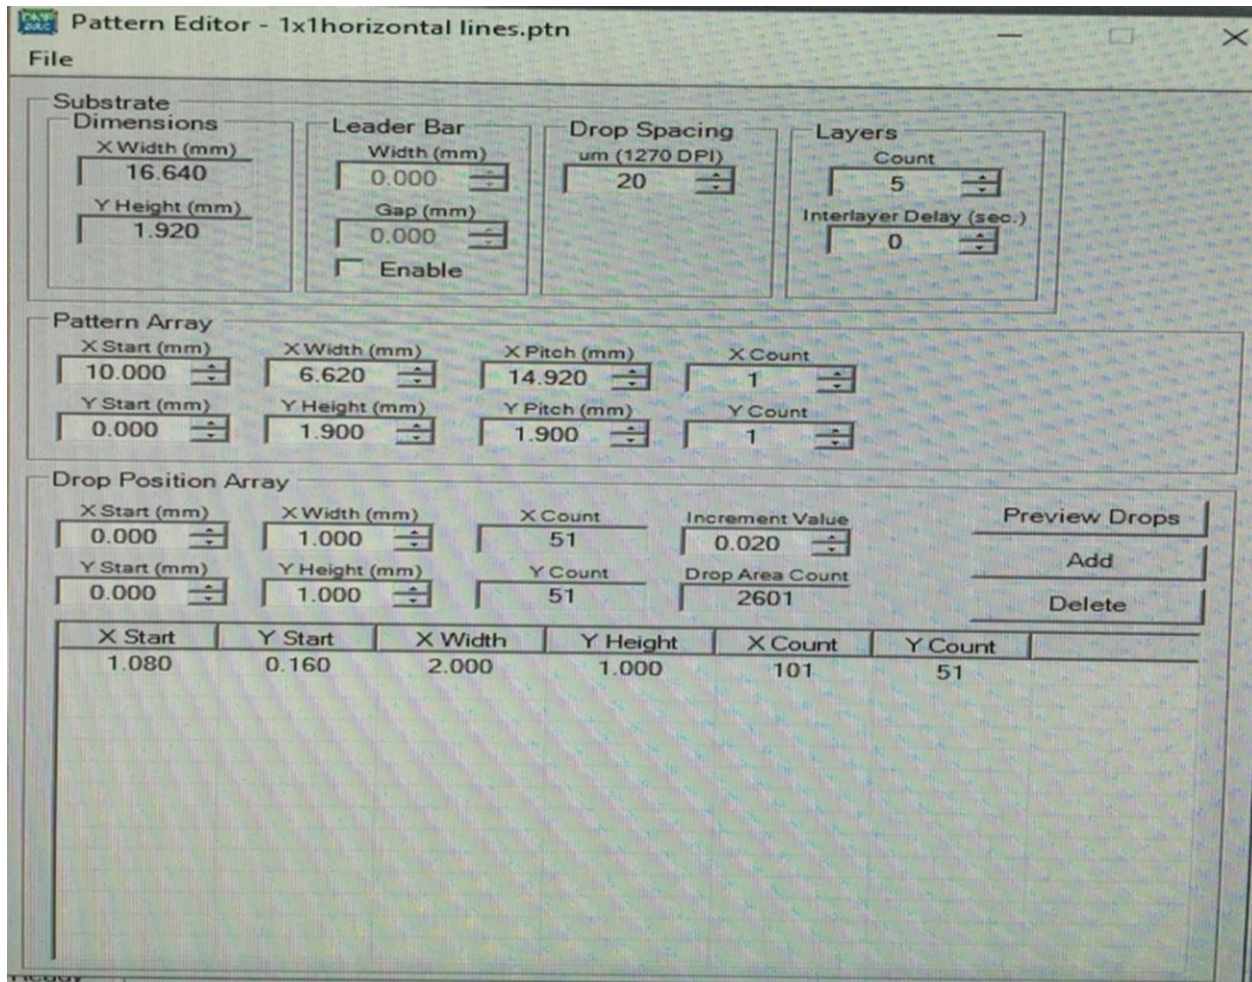 Pattern Editor - 1x1horizontal lines.ptn
File
Substrate
Dimensions Leader Bar Drop Spacing Layers
X Width (mm) Width (mm) um (1270 DPI) Count
16.640 0.000 20 5
Y Height (mm) Gap (mm) Interlayer Delay (sec.)
1.920 0.000 0
Enable
Pattern Array
X Start (mm) X Width (mm) X Pitch (mm) X Count
10.000 6.620 14.920 1
Y Start (mm) Y Height (mm) Y Pitch (mm) Y Count
0.000 1.900 1.900 1
Drop Position Array
X Start (mm) X Width (mm) X Count Increment Value Preview Drops
0.000 1.000 51 0.020
Y Start (mm) Y Height (mm) Y Count Drop Area Count Add
0.000 1.000 51 2601 Delete
X Start Y Start X Width Y Height X Count Y Count
1.080 0.160 2.000 1.000 101 51